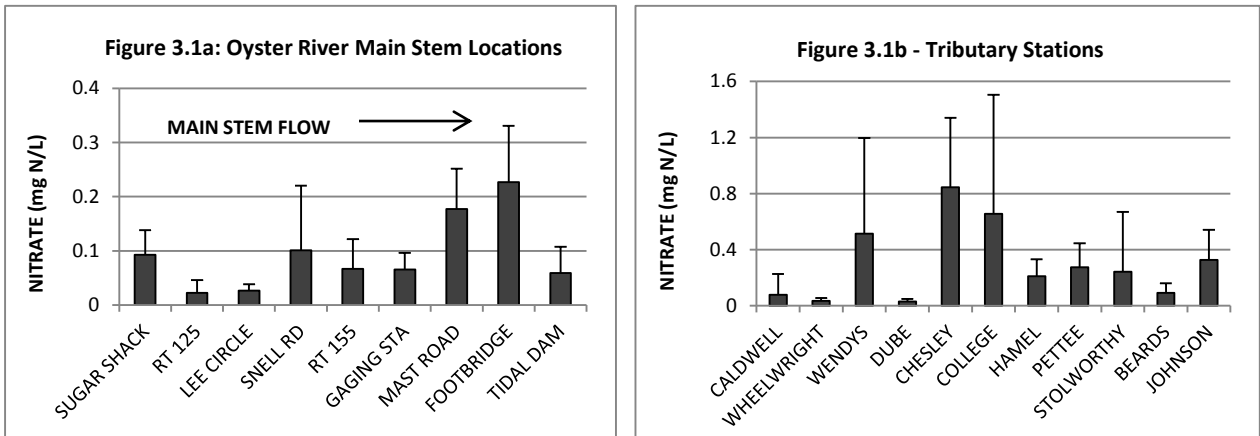 Figure 3.1a: Oyster River Main Stem Locations
NITRATE (mg N/L)
0.4
0.3
0.2
0.1
0
MAIN STEM FLOW
SUGAR SHACK
RT 125
LEE CIRCLE
SNELL RD
RT 155
GAGING STA
MAST ROAD
FOOTBRIDGE
TIDAL DAM
Figure 3.1b - Tributary Stations
NITRATE (mg N/L)
1.6
1.2
0.8
0.4
0
CALDWELL
WHEELWRIGHT
WENDYS
DUBE
CHESLEY
COLLEGE
HAMEL
PETTEE
STOLWORTHY
BEARDS
JOHNSON